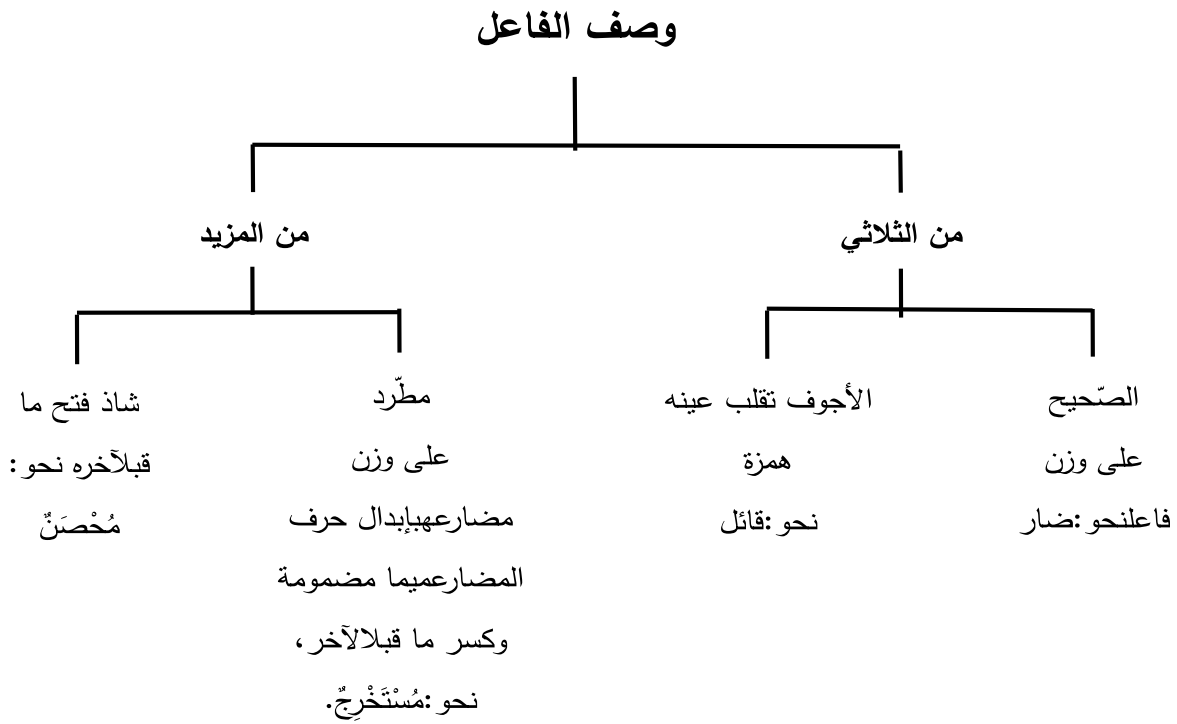 وصف الفاعل
من الثلاثي
من المزيد
الصّحيح
على وزن
فاعلنحو:ضار
الأجوف تقلب عينه
همزة
نحو:قائل
مطّرد
على وزن
مضارعهبإبدال حرف
المضارعميما مضمومة
وكسر ما قبلالآخر،
نحو:مُسْتَخْرِجٌ.
شاذ فتح ما
قبلآخره نحو:
مُحْصَنٌ